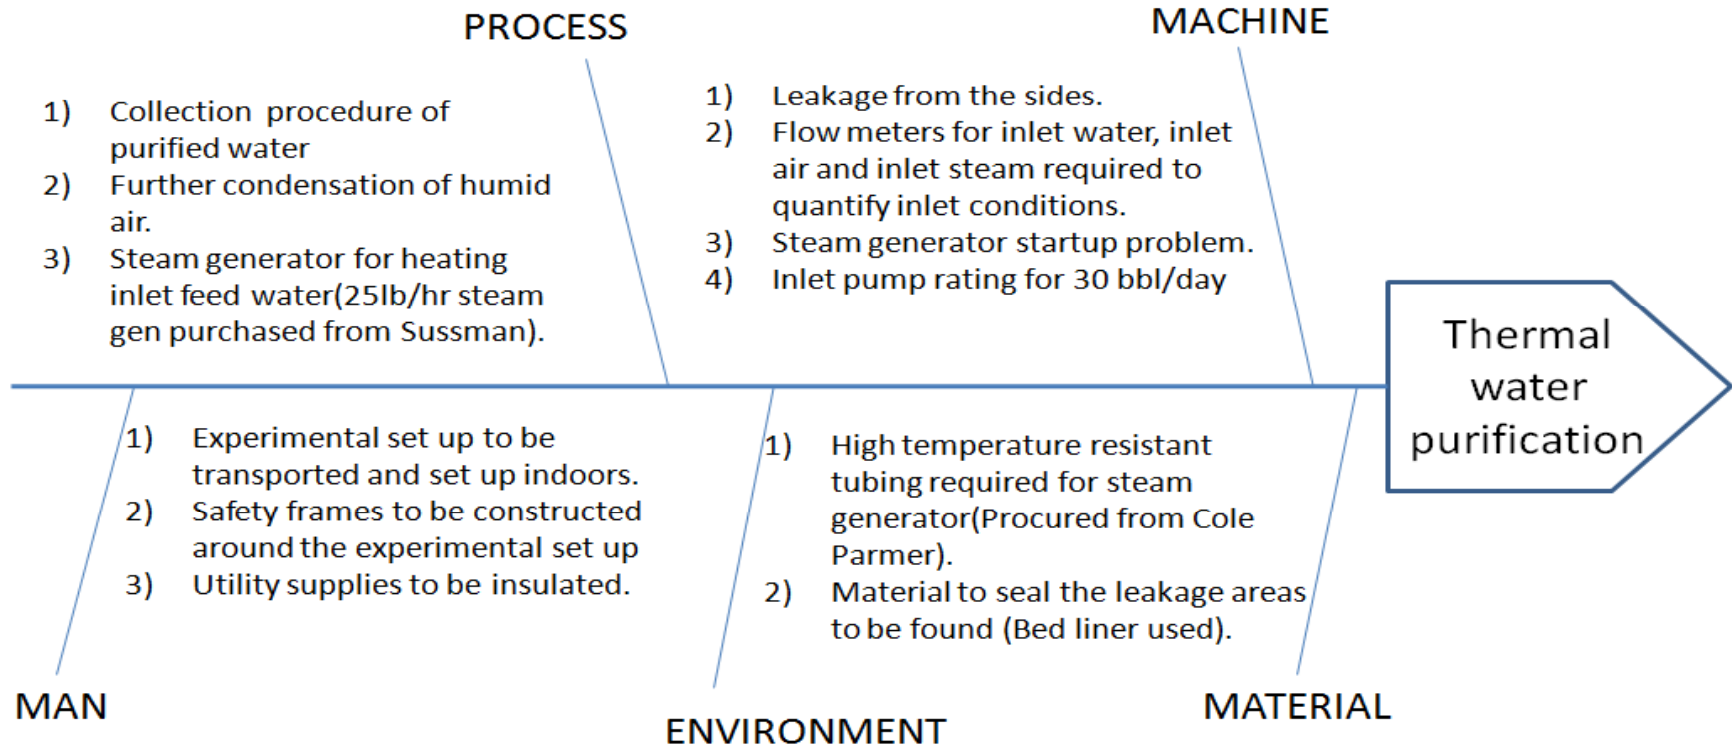 PROCESS
1) Collection procedure of
purified water
2) Further condensation of humid
air.
3) Steam generator for heating
inlet feed water(25lb/hr steam
gen purchased from Sussman).
MACHINE
1) Leakage from the sides.
2) Flow meters for inlet water, inlet
air and inlet steam required to
quantify inlet conditions.
3) Steam generator startup problem.
4) Inlet pump rating for 30 bbl/day
Thermal
water
purification
1) Experimental set up to be
transported and set up indoors.
2) Safety frames to be constructed
around the experimental set up
3) Utility supplies to be insulated.
MAN
1) High temperature resistant
tubing required for steam
generator(Procured from Cole
Parmer).
2) Material to seal the leakage areas
to be found (Bed liner used).
ENVIRONMENT
MATERIAL